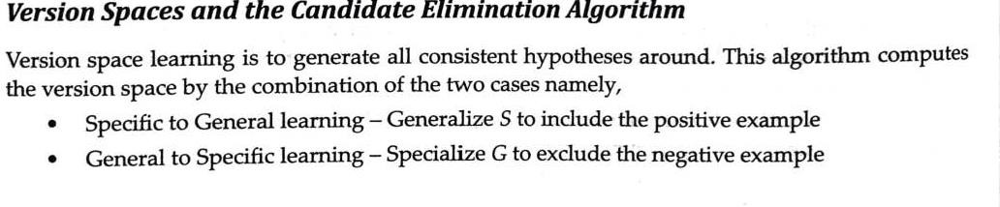 Version Spaces and the Candidate Elimination Algorithm
Version space learning is to generate all consistent hypotheses around. This algorithm computes
the version space by the combination of the two cases namely,
• Specific to General learning – Generalize S to include the positive example
• General to Specific learning – Specialize G to exclude the negative example